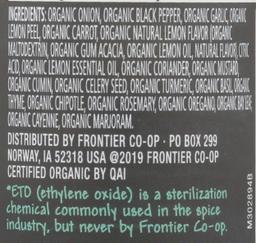 INGREDIENTS: ORGANIC ONION, ORGANIC BLACK PEPPER, ORGANIC GARLIC, ORGANIC
LEMON PEEL, ORGANIC CARROT, ORGANIC NATURAL LEMON FLAVOR (ORGANIC
MALTODEXTRIN, ORGANIC GUM ACACIA, ORGANIC LEMON OIL, NATURAL FLAVOR), CITRIC
ACID, ORGANIC LEMON ESSENTIAL OIL, ORGANIC CORIANDER, ORGANIC MUSTARD,
ORGANIC CUMIN, ORGANIC CELERY SEED, ORGANIC TURMERIC, ORGANIC BASIL, ORGANIC
THYME, ORGANIC CHIPOTLE, ORGANIC ROSEMARY, ORGANIC OREGANO, ORGANIC BAY LEAF,
ORGANIC CAYENNE, ORGANIC MARJORAM.
DISTRIBUTED BY FRONTIER CO-OP · PO BOX 299
NORWAY, IA 52318 USA @2019 FRONTIER CO-OP
CERTIFIED ORGANIC BY QAI
*ETO (ethylene oxide) is a sterilization
chemical commonly used in the spice
industry, but never by Frontier Co-op.
M302894B